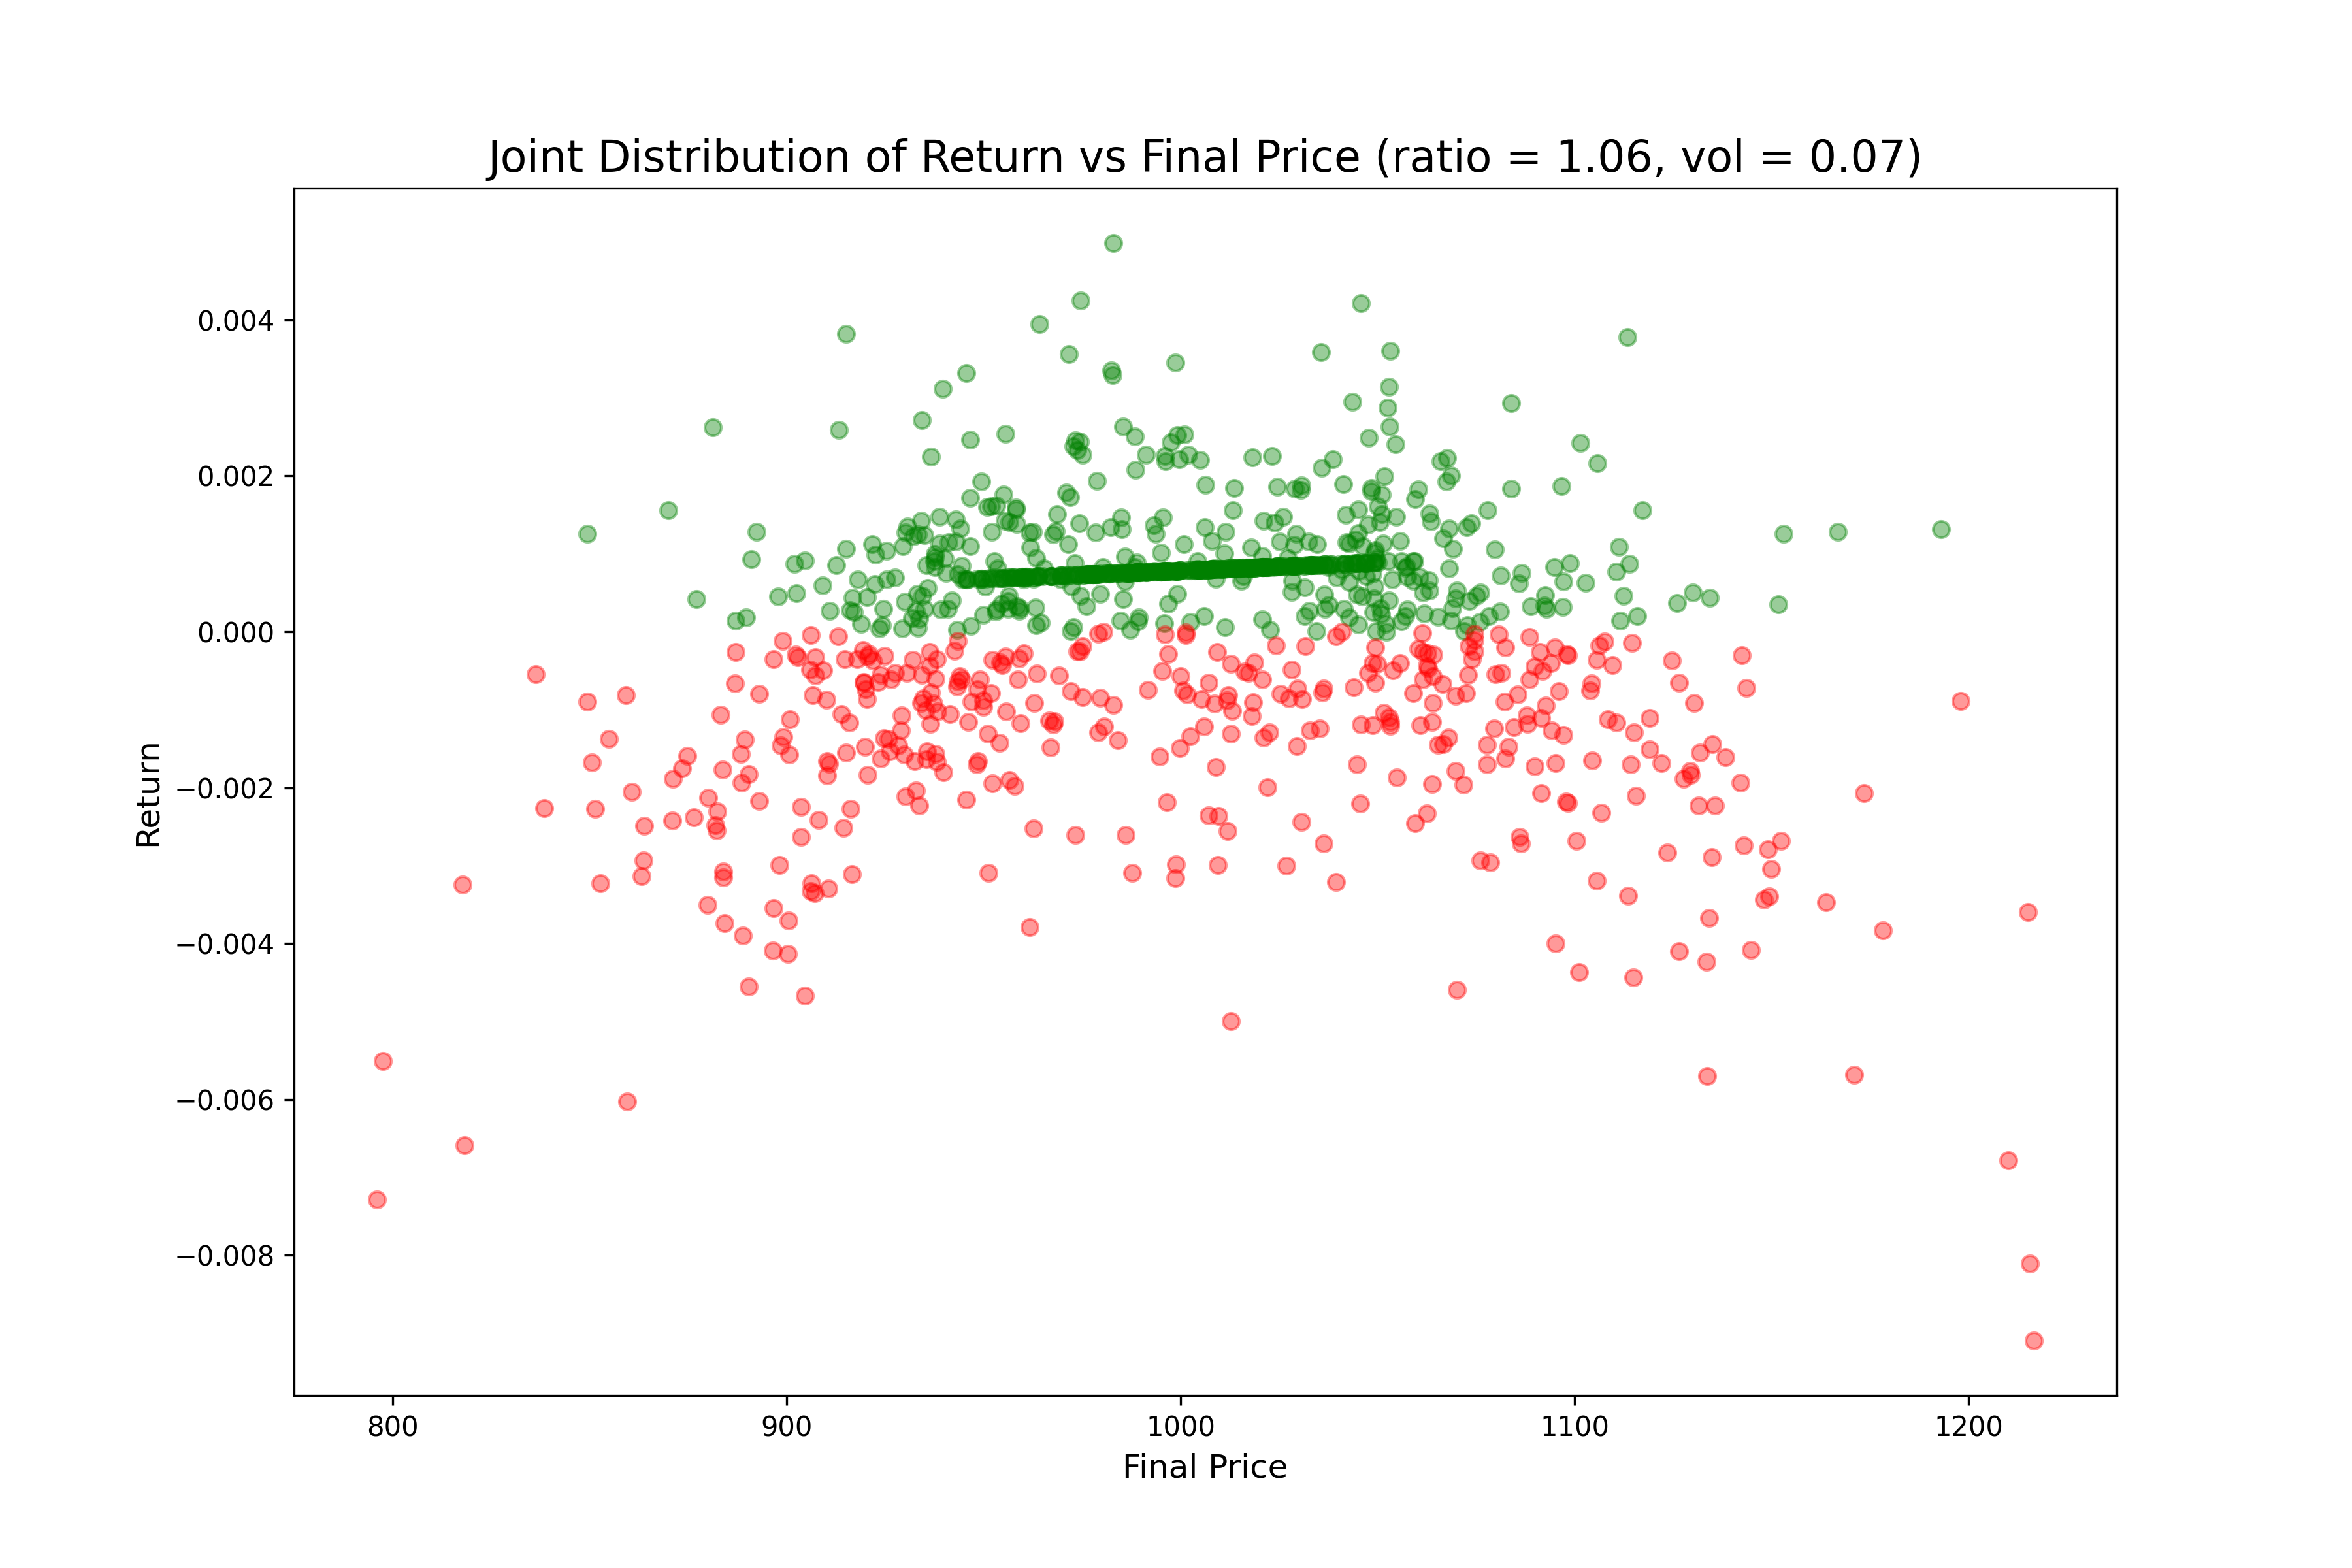 Joint Distribution of Return vs Final Price (ratio = 1.06, vol = 0.07)
0.004
0.002
0.000
−0.002
−0.004
−0.006
−0.008
Return
800 900 1000 1100 1200
Final Price